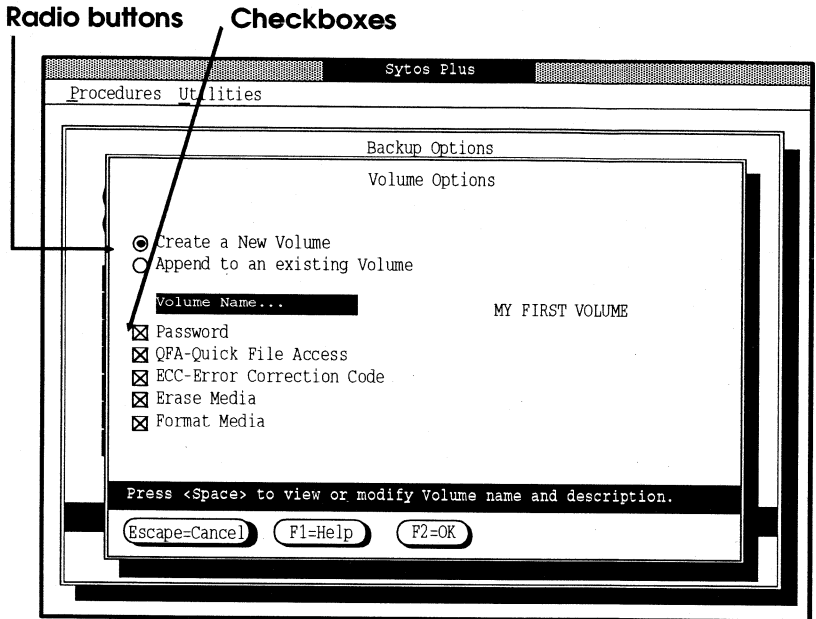 Radio buttons Checkboxes
Sytos Plus
Procedures Utilities
Backup Options
Volume Options
Create a New Volume
Append to an existing Volume
Volume Name...
MY FIRST VOLUME
Password
QFA-Quick File Access
ECC-Error Correction Code
Erase Media
Format Media
Press <Space> to view or modify Volume name and description.
Escape=Cancel F1=Help F2=OK